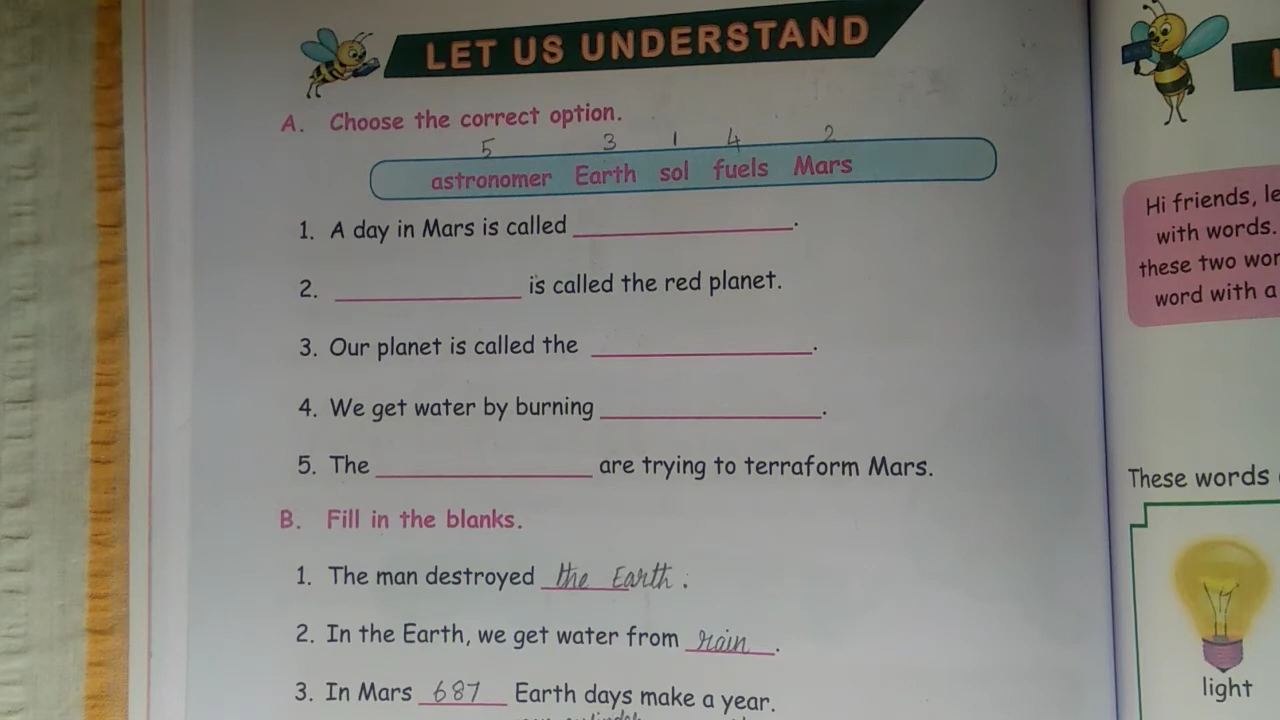 LET US UNDERSTAND
A. Choose the correct option.
5 3 1 4 2
astronomer Earth sol fuels Mars
1. A day in Mars is called ____________.
2. ____________ is called the red planet.
3. Our planet is called the ____________.
4. We get water by burning ____________.
5. The ____________ are trying to terraform Mars.
B. Fill in the blanks.
1. The man destroyed the Earth.
2. In the Earth, we get water from rain.
3. In Mars 687 Earth days make a year.
Hi friends, le
with words.
these two wor
word with a
These words
light